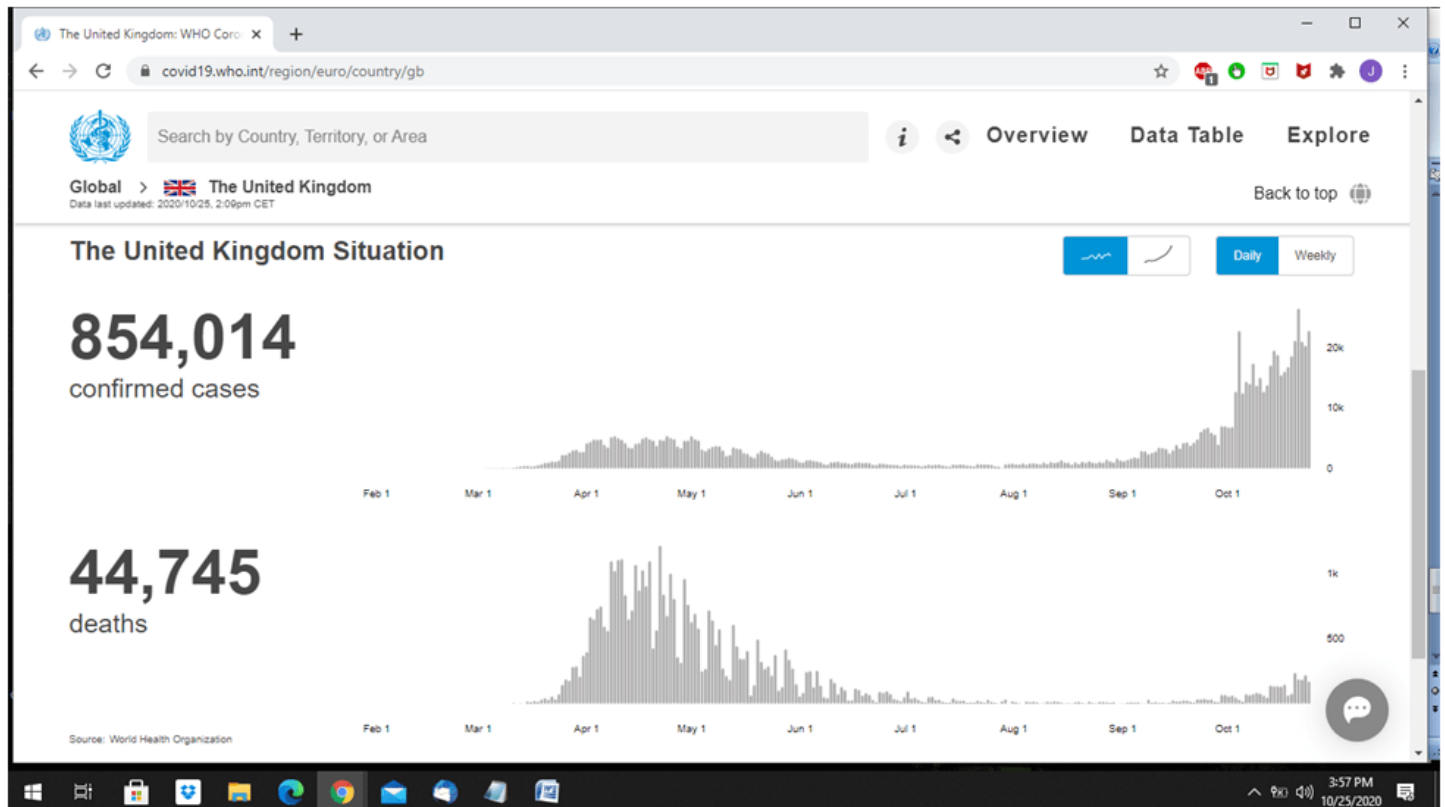 The United Kingdom: WHO Coro
covid19.who.int/region/euro/country/gb
ABP
1
J
Search by Country, Territory, or Area
i
Overview Data Table Explore
Global > The United Kingdom
Data last updated: 2020/10/25, 2:09pm CET
Back to top
The United Kingdom Situation
Daily Weekly
854,014
confirmed cases
20k
10k
0
Feb 1 Mar 1 Apr 1 May 1 Jun 1 Jul 1 Aug 1 Sep 1 Oct 1
44,745
deaths
1k
500
Feb 1 Mar 1 Apr 1 May 1 Jun 1 Jul 1 Aug 1 Sep 1 Oct 1
Source: World Health Organization
3:57 PM
10/25/2020